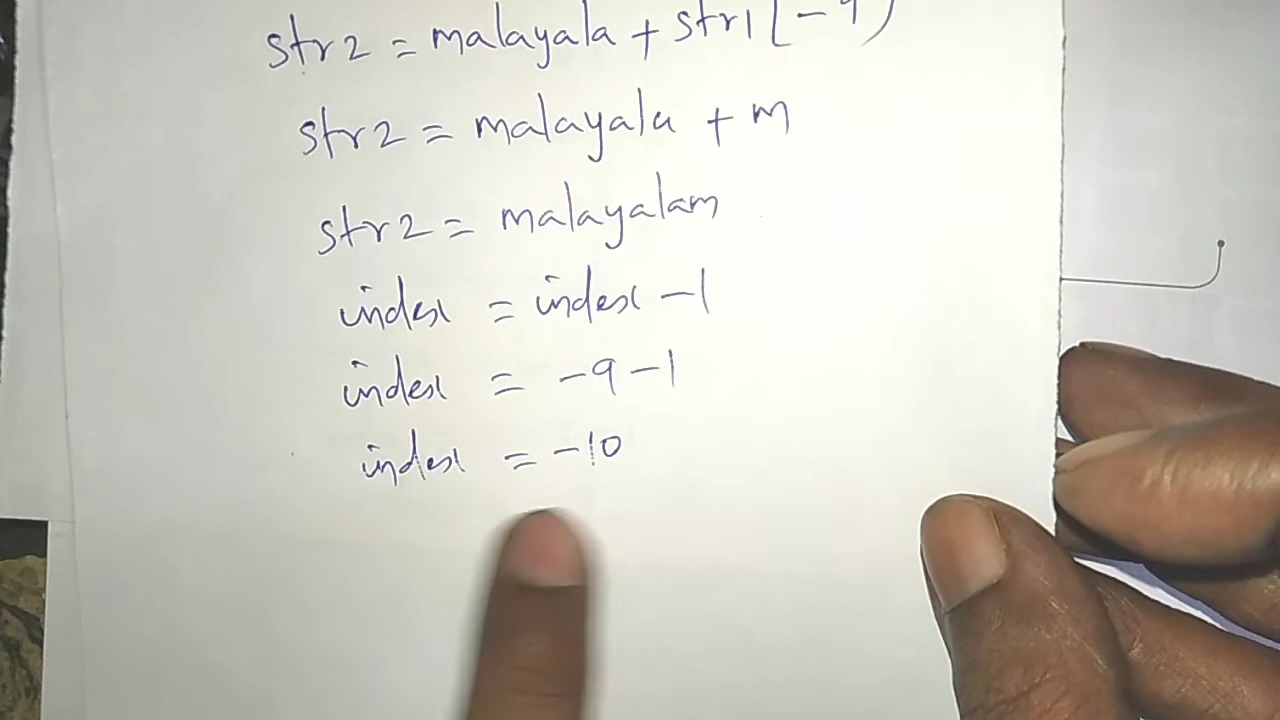 str2 = malayala + str1[-9]
str2 = malayala + m
str2 = malayalam
index = index -1
index = -9-1
index = -10